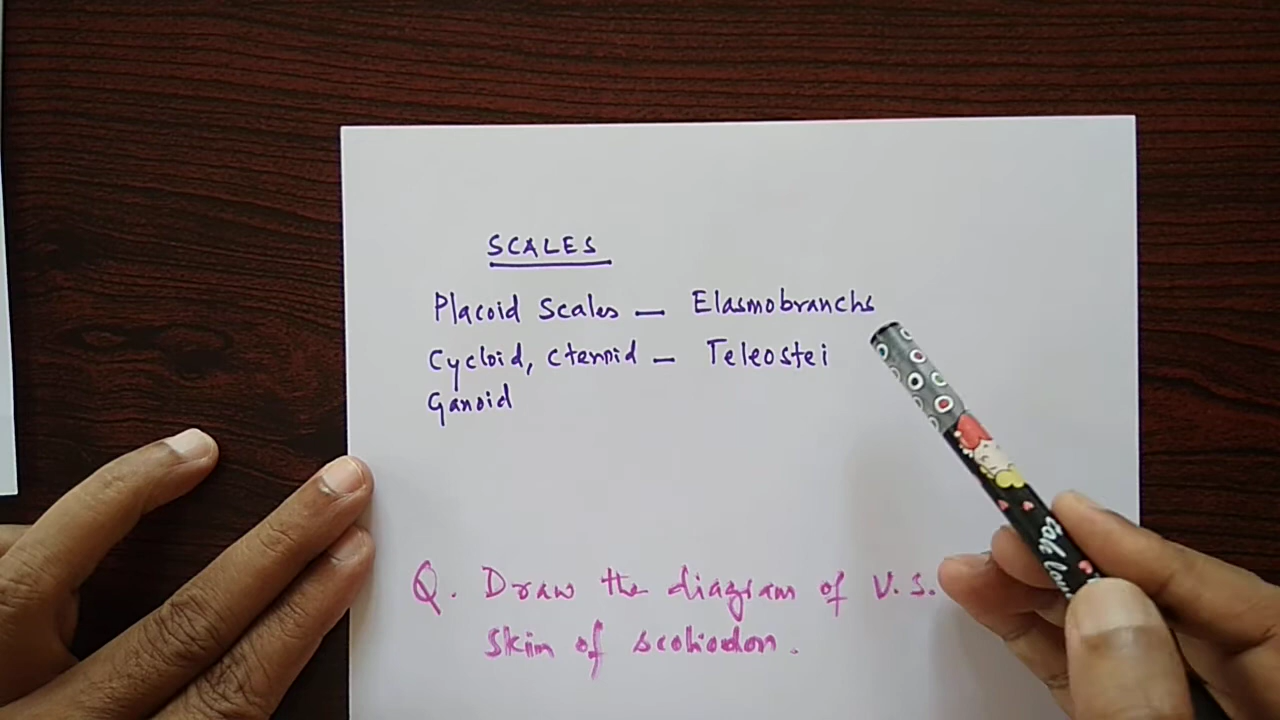 SCALES
Placoid Scales — Elasmobranchs
Cycloid, Ctenoid — Teleostei
Ganoid
Q. Draw the diagram of V.S.
skin of scoliodon.